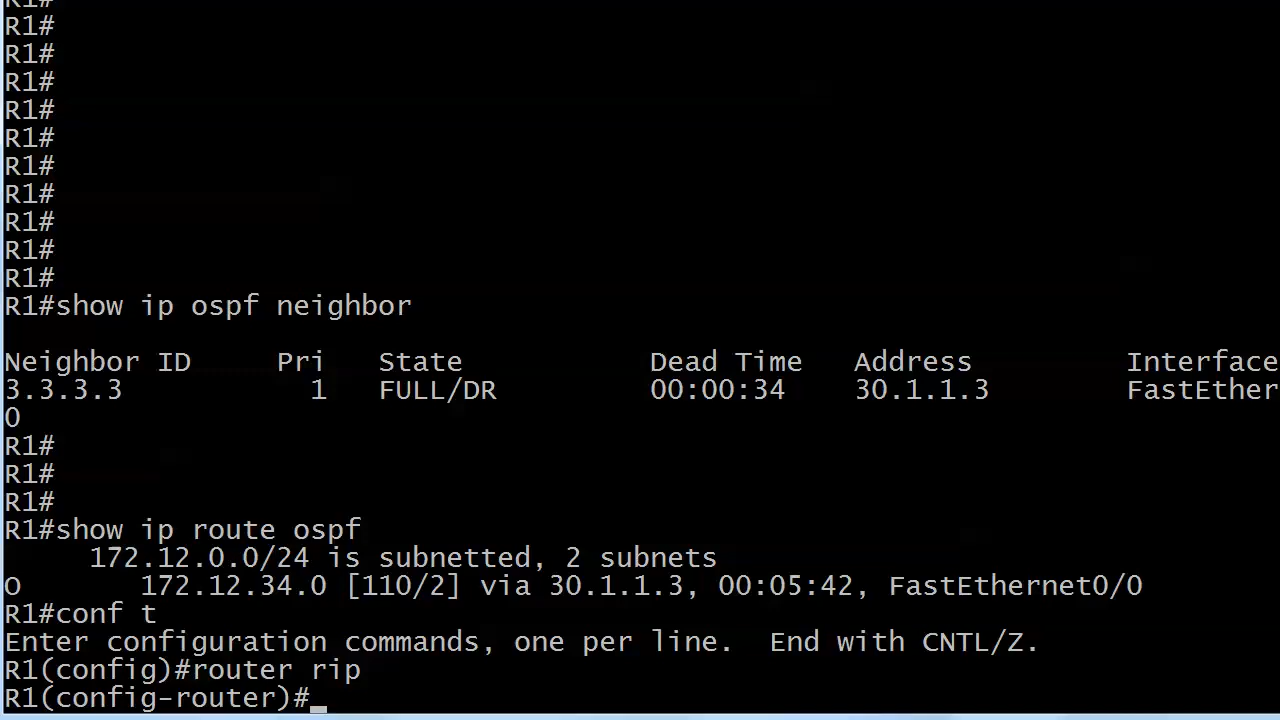 R1#
R1#
R1#
R1#
R1#
R1#
R1#
R1#
R1#
R1#
R1#
R1#show ip ospf neighbor
Neighbor ID Pri State Dead Time Address Interface
3.3.3.3 1 FULL/DR 00:00:34 30.1.1.3 FastEther
0
R1#
R1#
R1#
R1#show ip route ospf
172.12.0.0/24 is subnetted, 2 subnets
O 172.12.34.0 [110/2] via 30.1.1.3, 00:05:42, FastEthernet0/0
R1#conf t
Enter configuration commands, one per line. End with CNTL/Z.
R1(config)#router rip
R1(config-router)#_